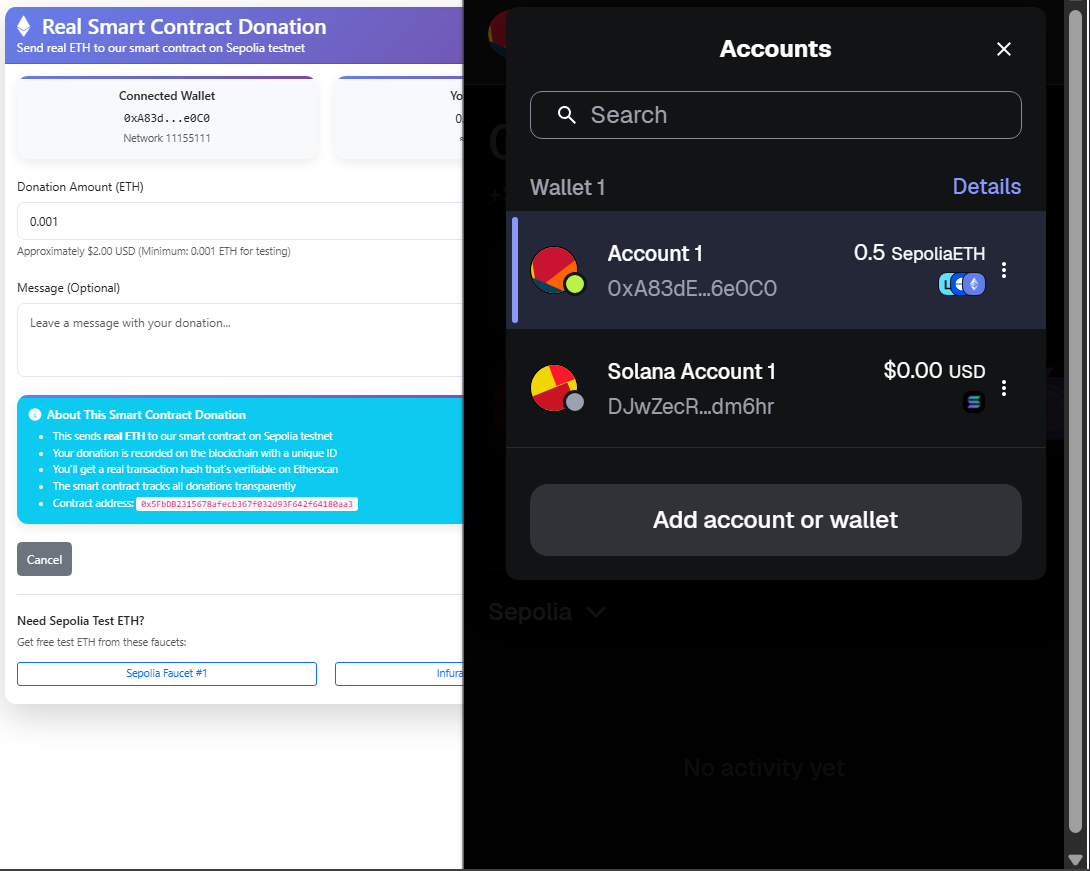 Real Smart Contract Donation
Send real ETH to our smart contract on Sepolia testnet
Connected Wallet
0xA83d...e0C0
Network 11155111
Yo
0.
Donation Amount (ETH)
0.001
Approximately $2.00 USD (Minimum: 0.001 ETH for testing)
Message (Optional)
Leave a message with your donation...
About This Smart Contract Donation
This sends real ETH to our smart contract on Sepolia testnet
Your donation is recorded on the blockchain with a unique ID
You'll get a real transaction hash that's verifiable on Etherscan
The smart contract tracks all donations transparently
Contract address: 0x5FbDB2315678afecb367f032d93F642f64180aa3
Cancel
Need Sepolia Test ETH?
Get free test ETH from these faucets:
Sepolia Faucet #1
Infura
Accounts
Search
Wallet 1
Details
Account 1
0.5 SepoliaETH
0xA83dE...6e0C0
Solana Account 1
$0.00 USD
DJwZecR...dm6hr
Add account or wallet
Sepolia
No activity yet